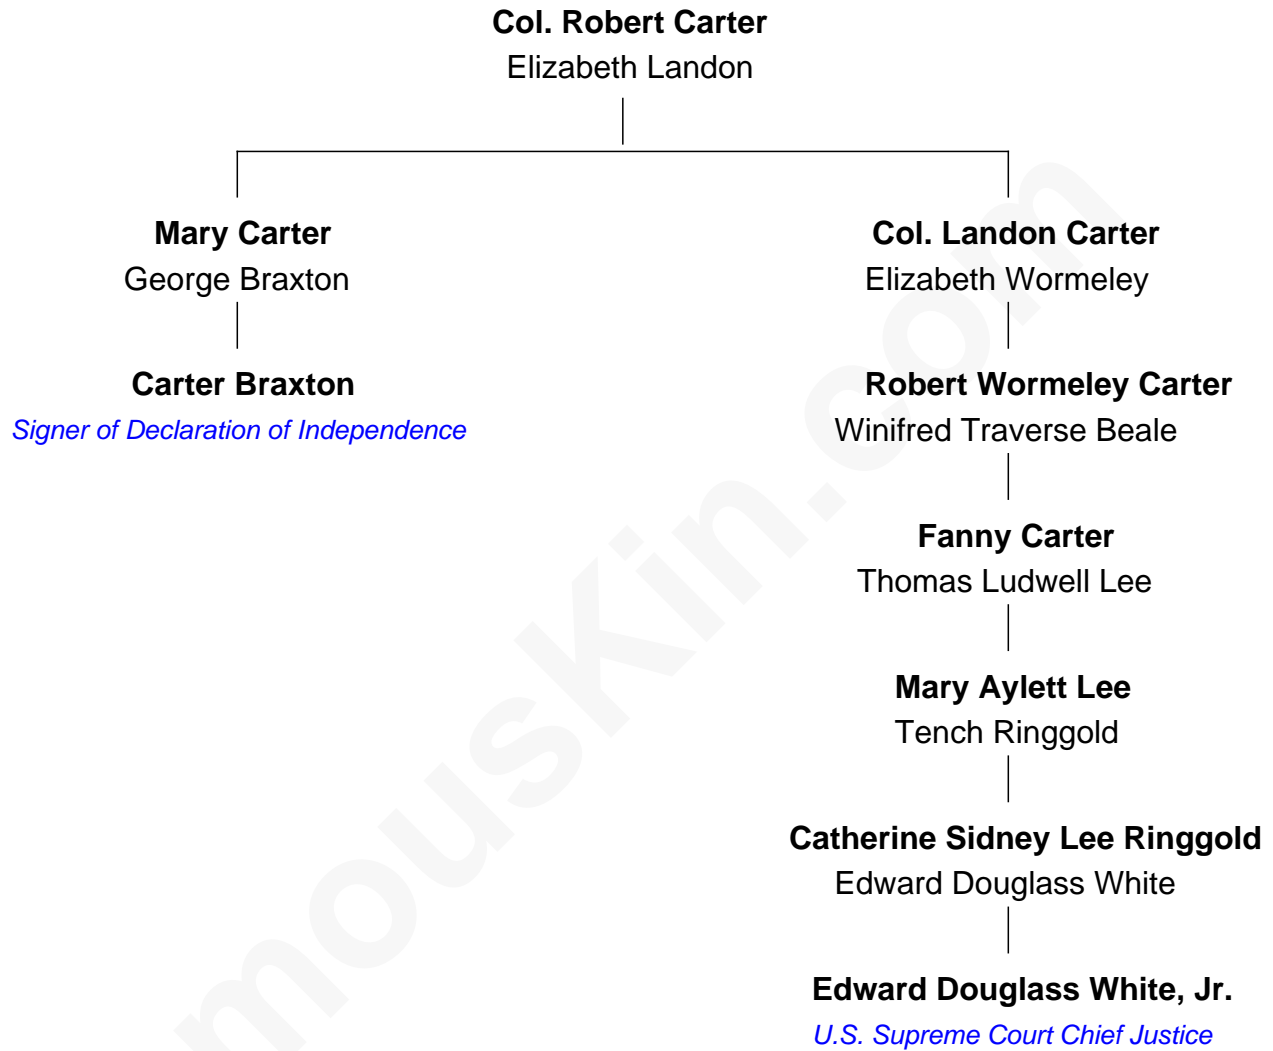 Col. Robert Carter
Elizabeth Landon
Mary Carter
George Braxton
Carter Braxton
Signer of Declaration of Independence
Col. Landon Carter
Elizabeth Wormeley
Robert Wormeley Carter
Winifred Traverse Beale
Fanny Carter
Thomas Ludwell Lee
Mary Aylett Lee
Tench Ringgold
Catherine Sidney Lee Ringgold
Edward Douglass White
Edward Douglass White, Jr.
U.S. Supreme Court Chief Justice
mouskin.com